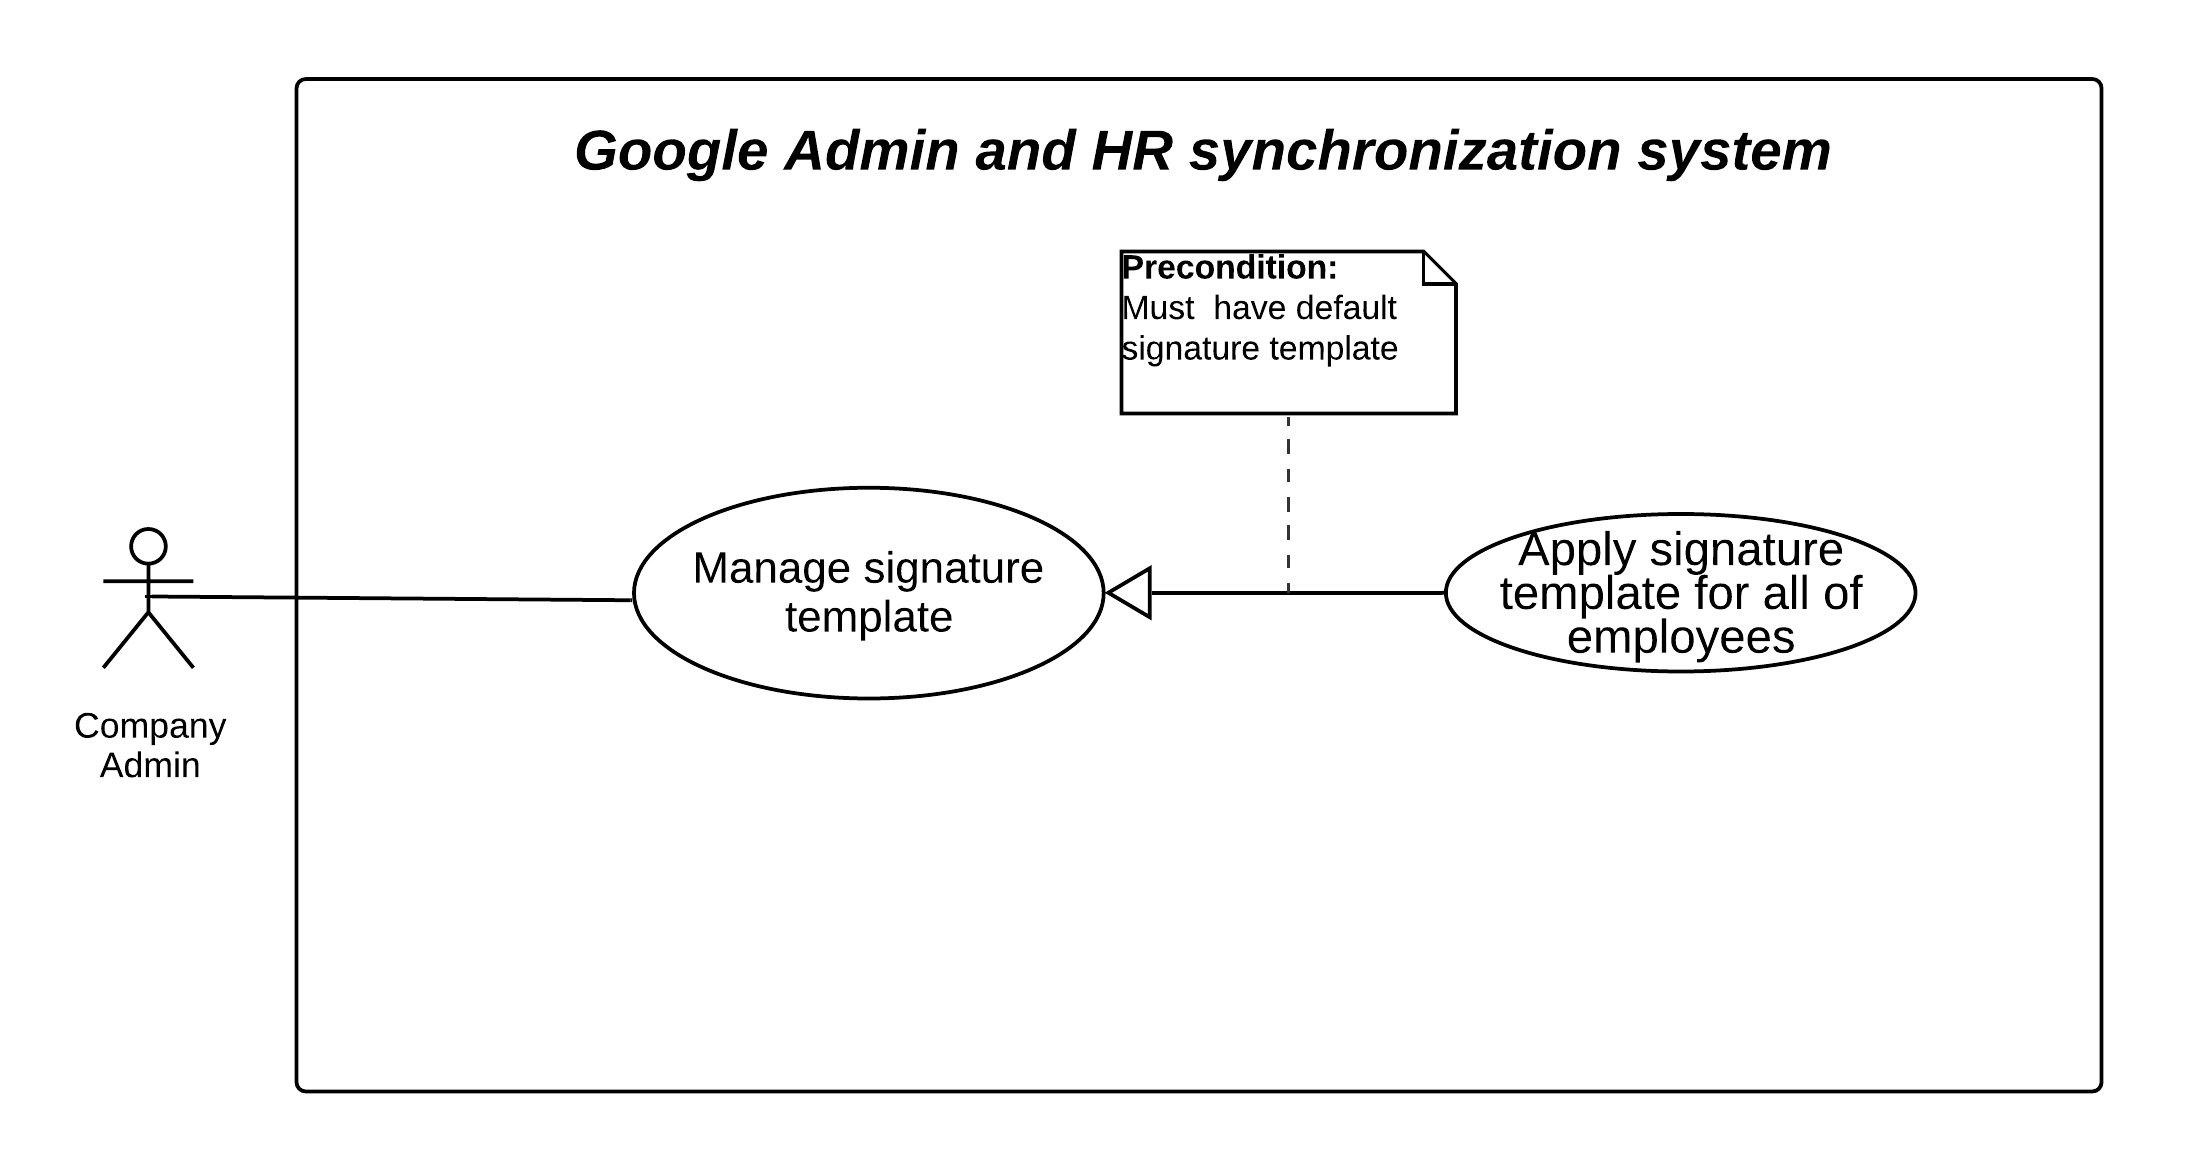 Google Admin and HR synchronization system
Precondition:
Must  have default
signature template
Manage signature
template
Apply signature
template for all of
employees
Company
Admin